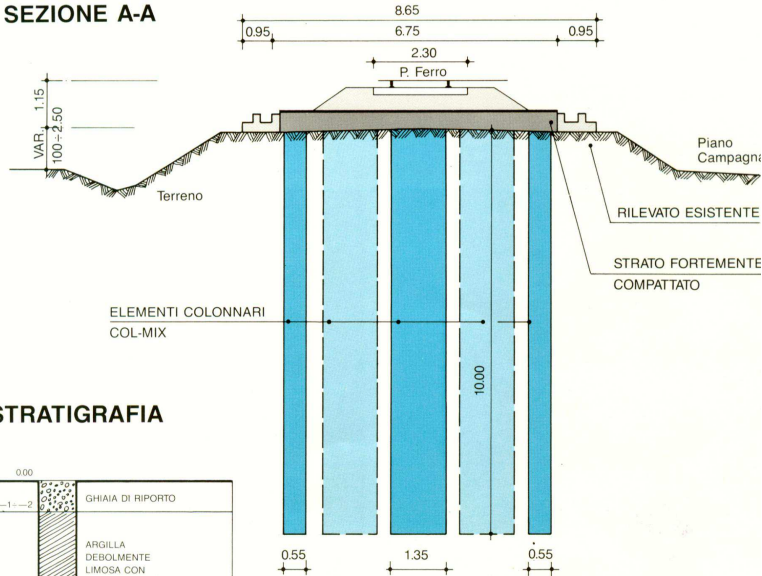 SEZIONE A-A
8.65
0.95
6.75
0.95
2.30
P. Ferro
1.15
VAR.
100÷2.50
Terreno
Piano
Campagna
RILEVATO ESISTENTE
STRATO FORTEMENTE
COMPATTATO
ELEMENTI COLONNARI
COL-MIX
10.00
STRATIGRAFIA
0.00
GHIAIA DI RIPORTO
—1÷—2
ARGILLA
DEBOLMENTE
LIMOSA CON
0.55
1.35
0.55